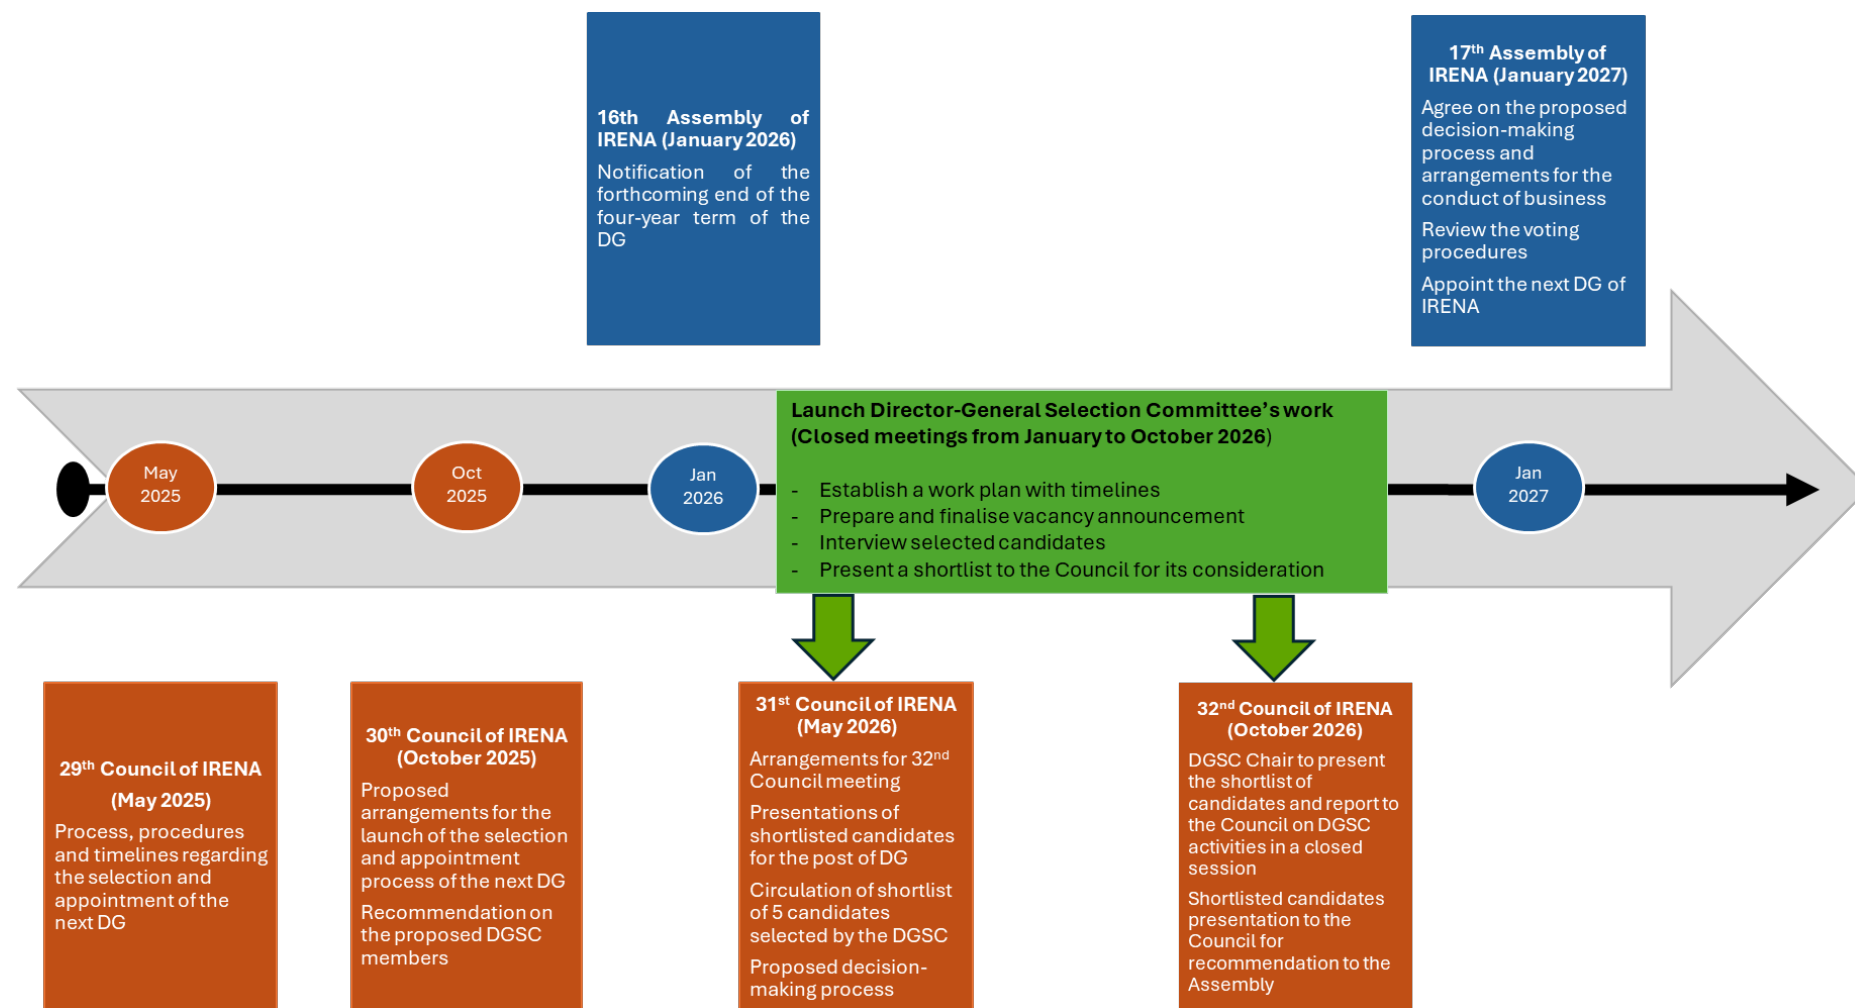 16th Assembly of
IRENA (January 2026)
Notification of the
forthcoming end of the
four-year term of the
DG
17th Assembly of
IRENA (January 2027)
Agree on the proposed
decision-making
process and
arrangements for the
conduct of business
Review the voting
procedures
Appoint the next DG of
IRENA
May
2025
Oct
2025
Jan
2026
Launch Director-General Selection Committee’s work
(Closed meetings from January to October 2026)
- Establish a work plan with timelines
- Prepare and finalise vacancy announcement
- Interview selected candidates
- Present a shortlist to the Council for its consideration
Jan
2027
29th Council of IRENA
(May 2025)
Process, procedures
and timelines regarding
the selection and
appointment of the
next DG
30th Council of IRENA
(October 2025)
Proposed
arrangements for the
launch of the selection
and appointment
process of the next DG
Recommendation on
the proposed DGSC
members
31st Council of IRENA
(May 2026)
Arrangements for 32nd
Council meeting
Presentations of
shortlisted candidates
for the post of DG
Circulation of shortlist
of 5 candidates
selected by the DGSC
Proposed decision-
making process
32nd Council of IRENA
(October 2026)
DGSC Chair to present
the shortlist of
candidates and report to
the Council on DGSC
activities in a closed
session
Shortlisted candidates
presentation to the
Council for
recommendation to the
Assembly